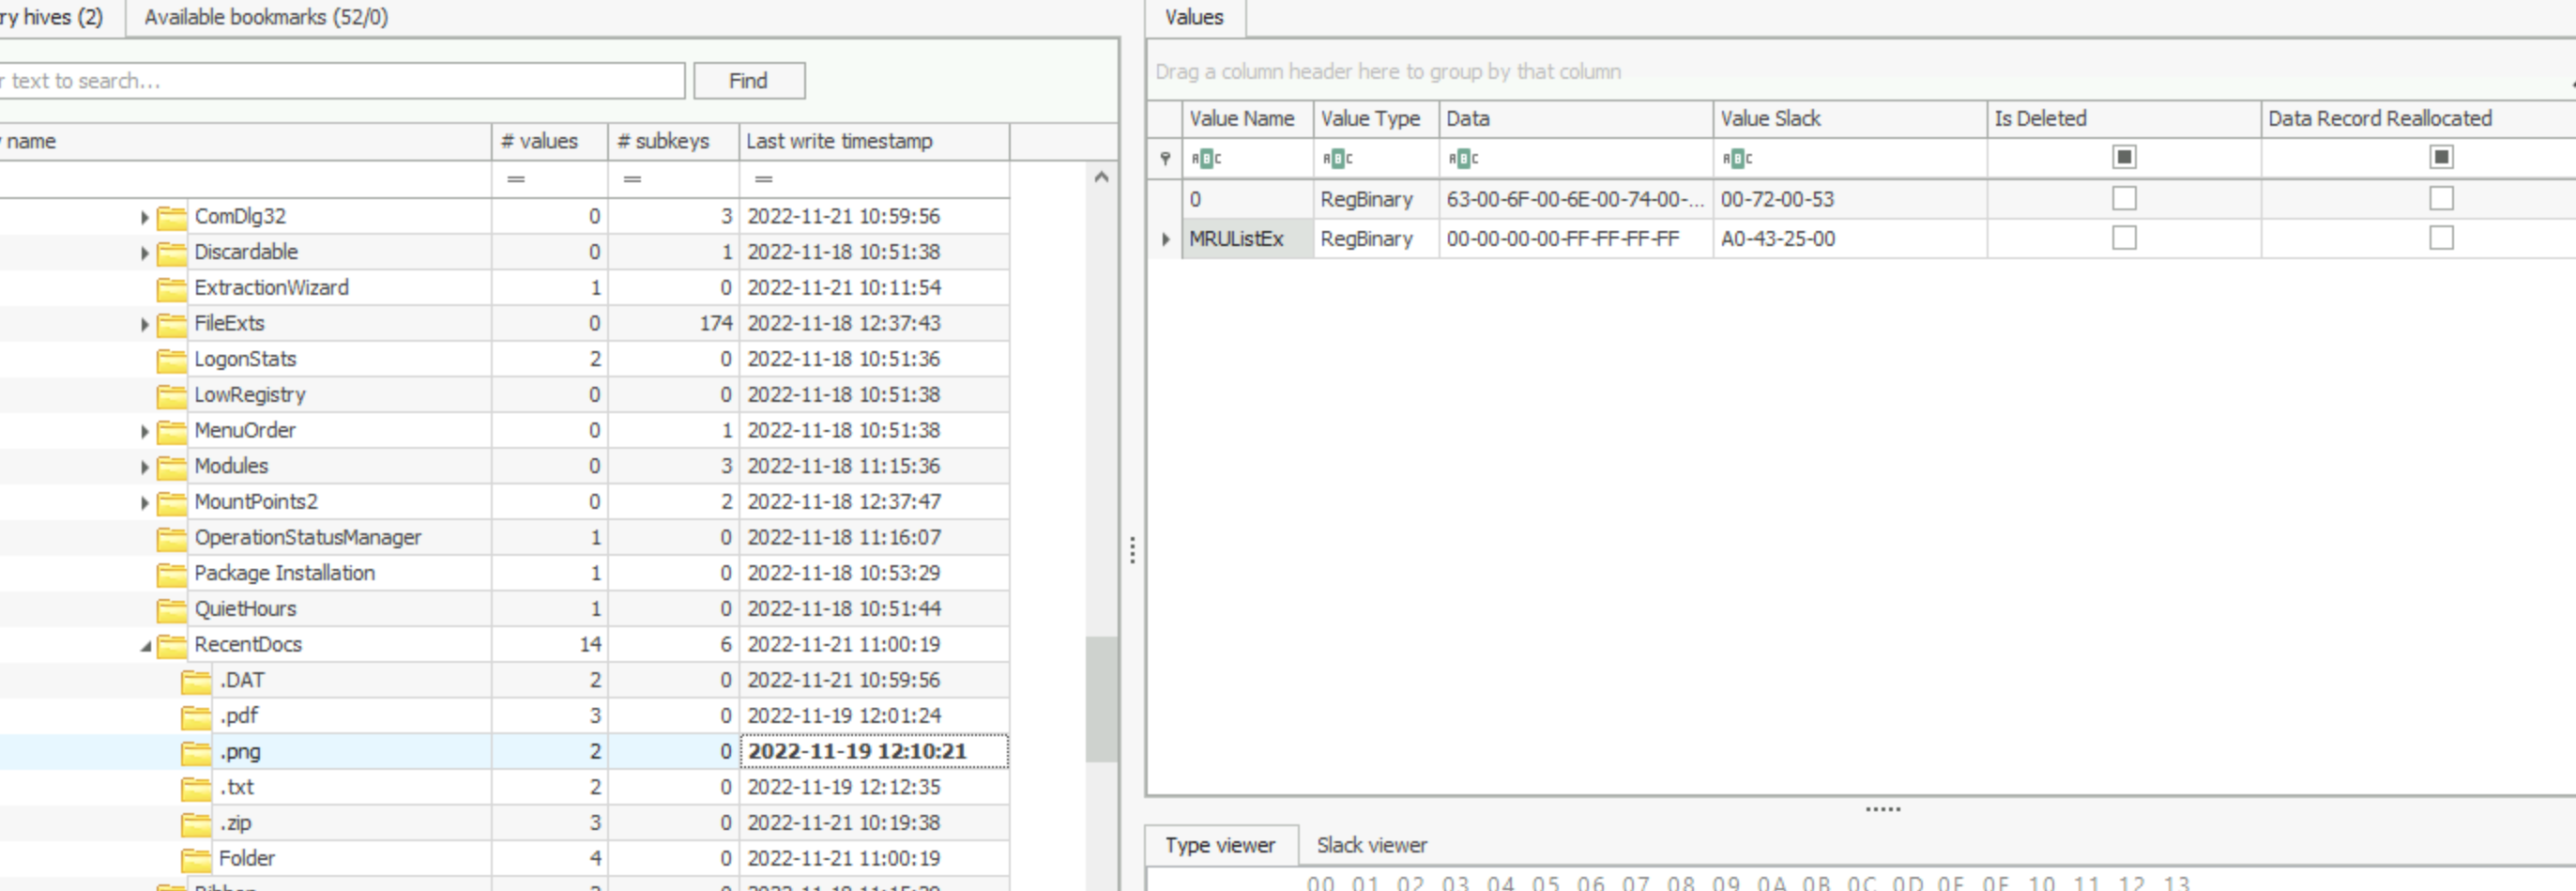 ry hives (2) Available bookmarks (52/0)
r text to search... Find
name # values # subkeys Last write timestamp
= = =
ComDlg32 0 3 2022-11-21 10:59:56
Discardable 0 1 2022-11-18 10:51:38
ExtractionWizard 1 0 2022-11-21 10:11:54
FileExts 0 174 2022-11-18 12:37:43
LogonStats 2 0 2022-11-18 10:51:36
LowRegistry 0 0 2022-11-18 10:51:38
MenuOrder 0 1 2022-11-18 10:51:38
Modules 0 3 2022-11-18 11:15:36
MountPoints2 0 2 2022-11-18 12:37:47
OperationStatusManager 1 0 2022-11-18 11:16:07
Package Installation 1 0 2022-11-18 10:53:29
QuietHours 1 0 2022-11-18 10:51:44
RecentDocs 14 6 2022-11-21 11:00:19
.DAT 2 0 2022-11-21 10:59:56
.pdf 3 0 2022-11-19 12:01:24
.png 2 0 2022-11-19 12:10:21
.txt 2 0 2022-11-19 12:12:35
.zip 3 0 2022-11-21 10:19:38
Folder 4 0 2022-11-21 11:00:19
Values
Drag a column header here to group by that column
Value Name Value Type Data Value Slack Is Deleted Data Record Reallocated
ABC ABC ABC ABC
0 RegBinary 63-00-6F-00-6E-00-74-00-... 00-72-00-53
MRUListEx RegBinary 00-00-00-00-FF-FF-FF-FF A0-43-25-00
Type viewer Slack viewer
00 01 02 03 04 05 06 07 08 09 0A 0B 0C 0D 0E 0F 10 11 12 13